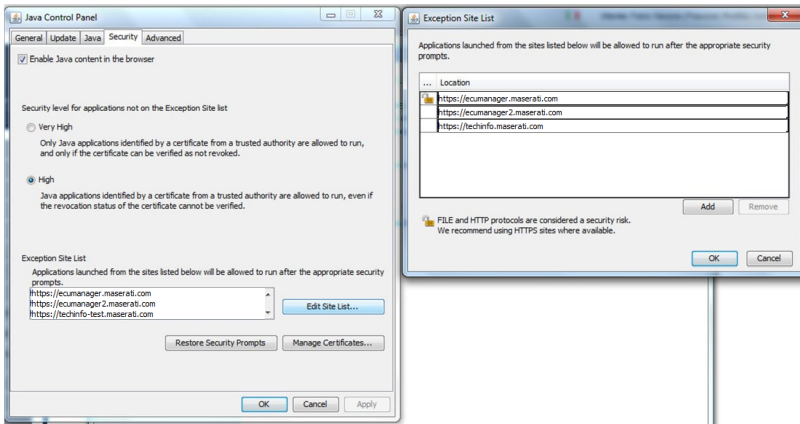 Java Control Panel
General
Update
Java
Security
Advanced
Enable Java content in the browser
Security level for applications not on the Exception Site list
Very High
Only Java applications identified by a certificate from a trusted authority are allowed to run,
and only if the certificate can be verified as not revoked.
High
Java applications identified by a certificate from a trusted authority are allowed to run, even if
the revocation status of the certificate cannot be verified.
Exception Site List
Applications launched from the sites listed below will be allowed to run after the appropriate security
prompts.
https://ecumanager.maserati.com
https://ecumanager2.maserati.com
https://techinfo-test.maserati.com
Edit Site List...
Restore Security Prompts
Manage Certificates...
OK
Cancel
Apply
Exception Site List
Applications launched from the sites listed below will be allowed to run after the appropriate security
prompts.
... Location
https://ecumanager.maserati.com
https://ecumanager2.maserati.com
https://techinfo.maserati.com
Add
Remove
FILE and HTTP protocols are considered a security risk.
We recommend using HTTPS sites where available.
OK
Cancel